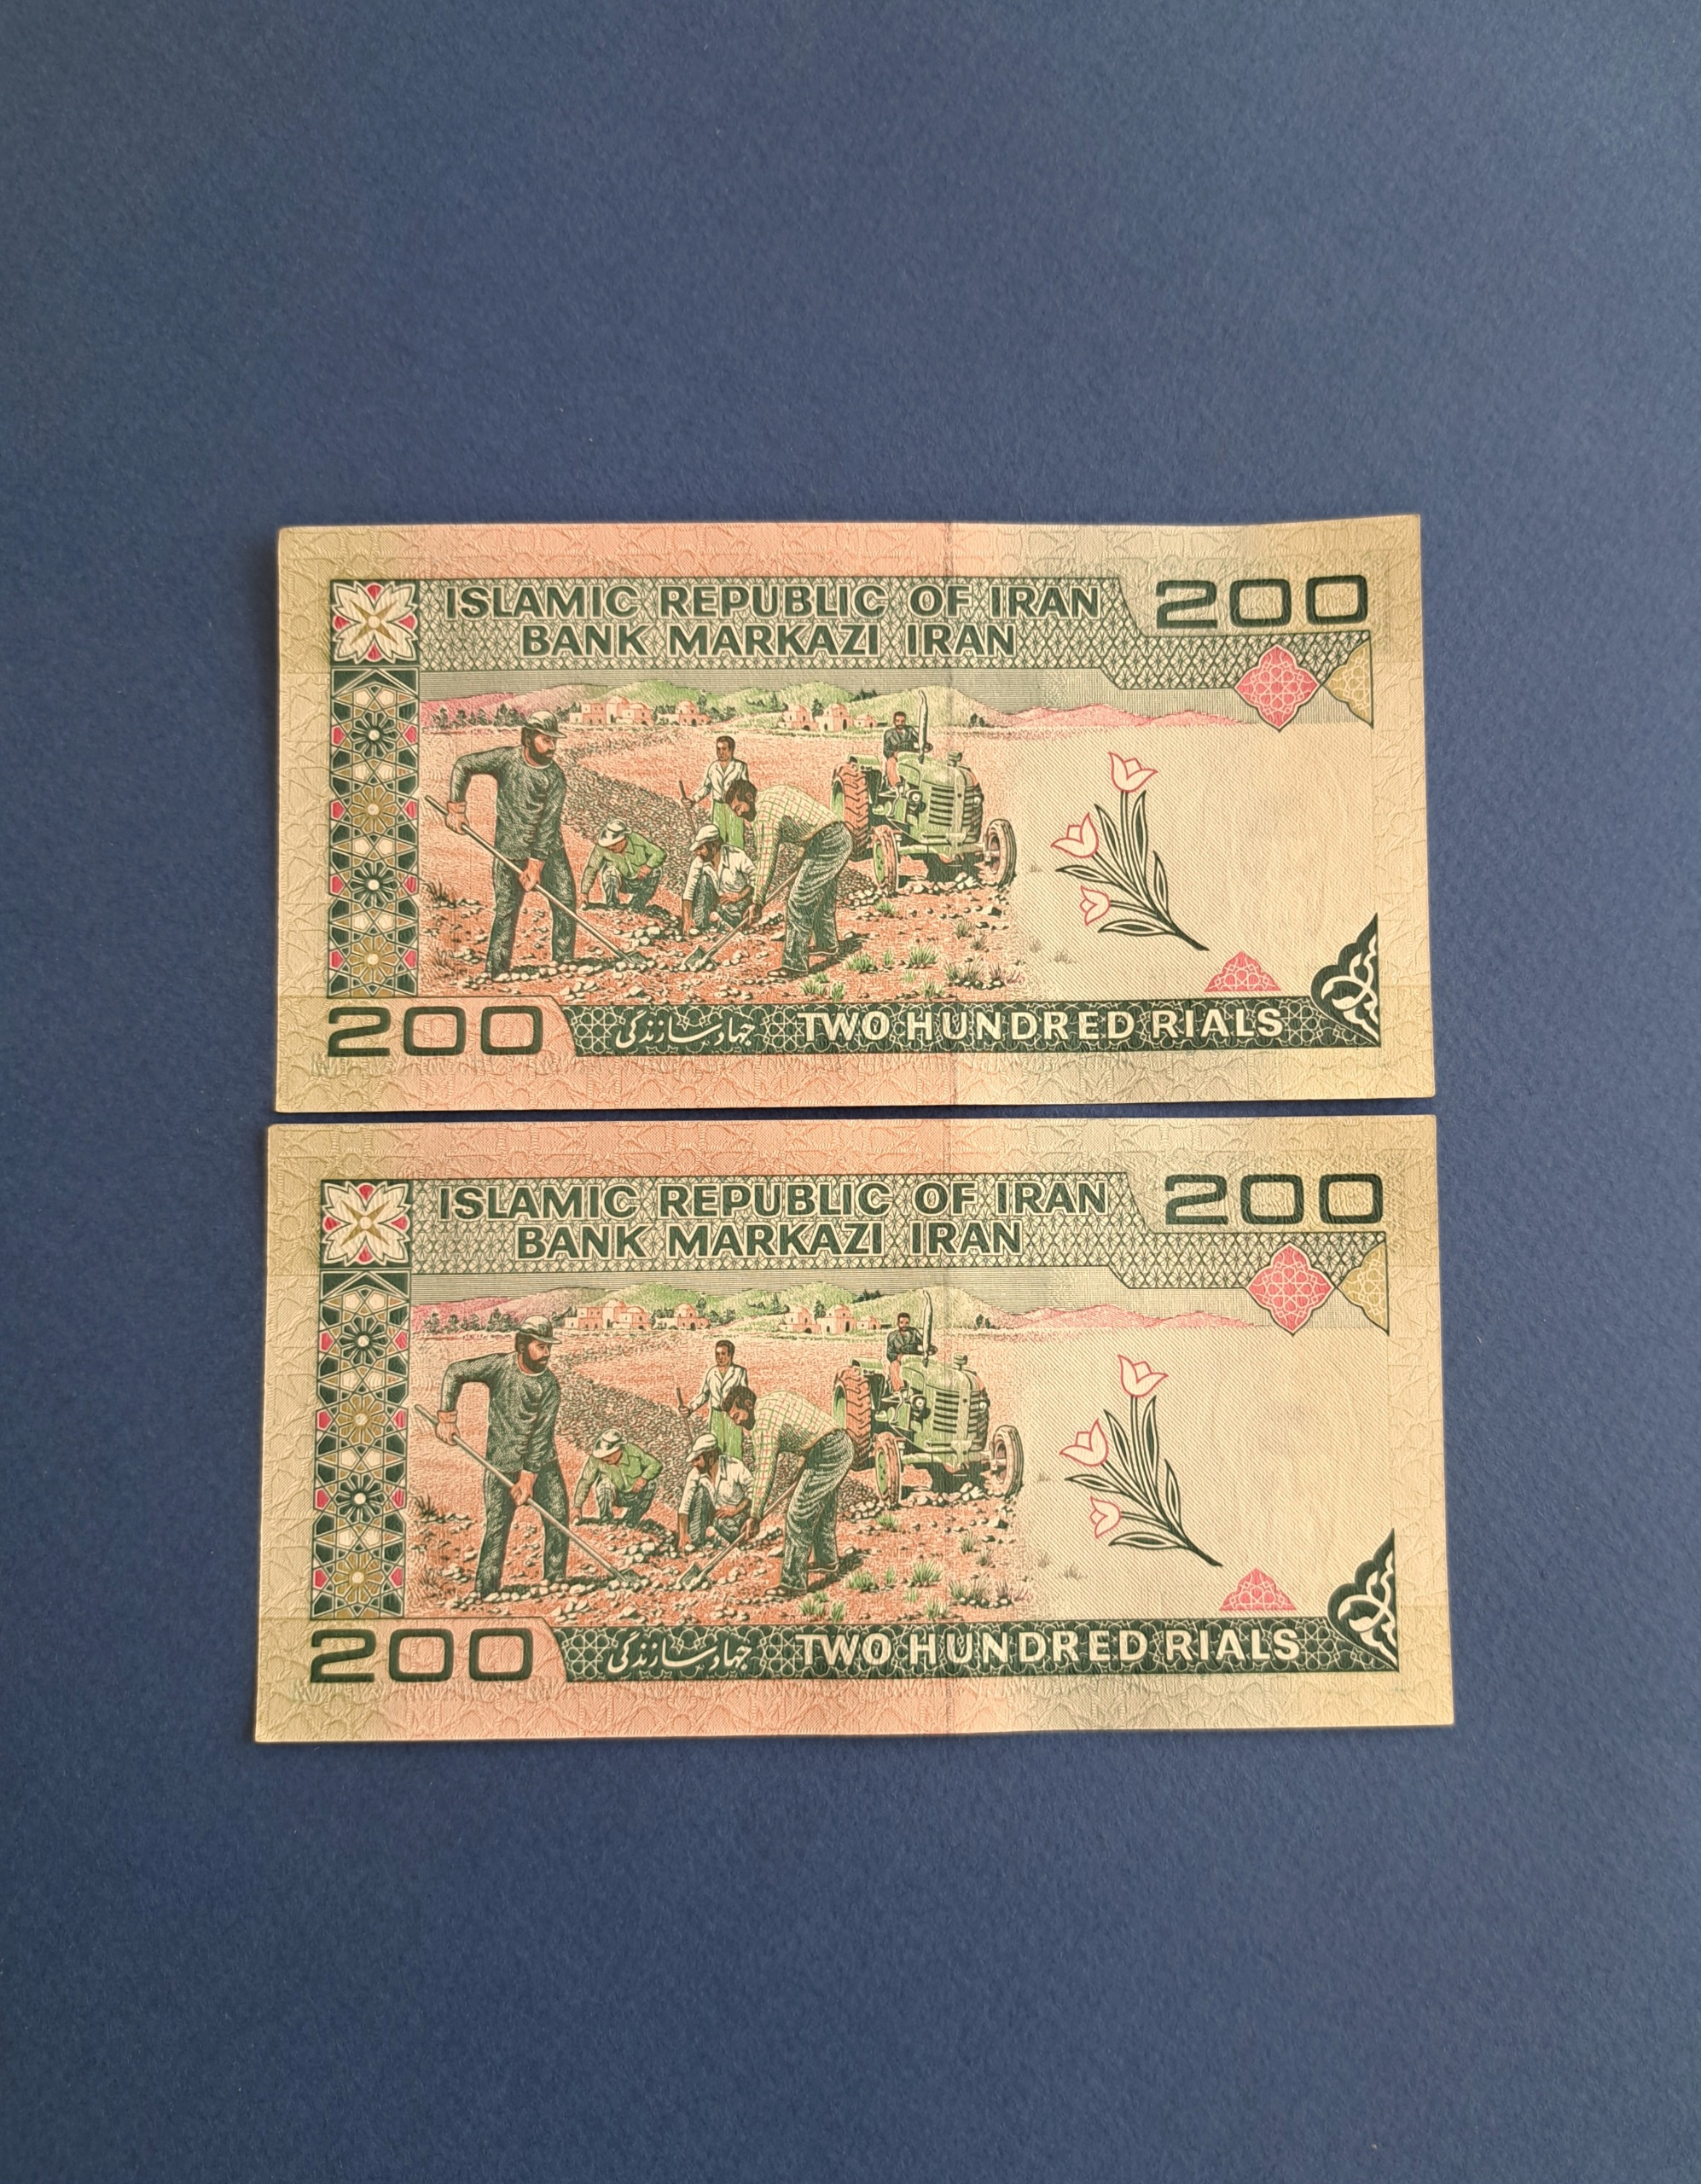 ISLAMIC REPUBLIC OF IRAN
BANK MARKAZI IRAN
200
200
جهاد سازندگی
TWO HUNDRED RIALS
ISLAMIC REPUBLIC OF IRAN
BANK MARKAZI IRAN
200
200
جهاد سازندگی
TWO HUNDRED RIALS